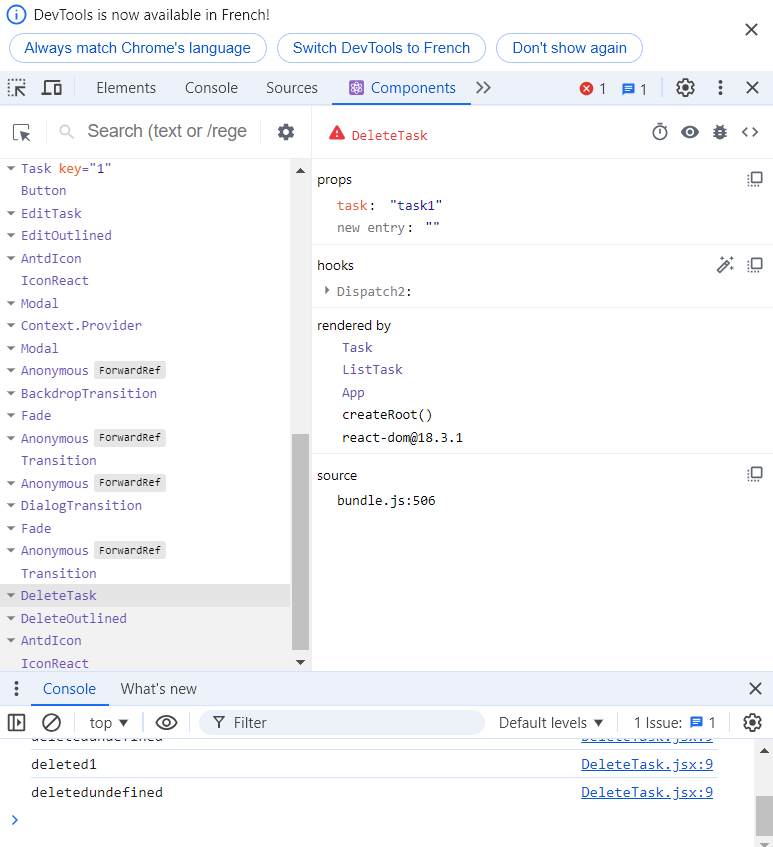 DevTools is now available in French!
Always match Chrome's language
Switch DevTools to French
Don't show again
Elements
Console
Sources
Components
1
1
Search (text or /rege
DeleteTask
Task key="1"
Button
EditTask
EditOutlined
AntdIcon
IconReact
Modal
Context.Provider
Modal
Anonymous ForwardRef
BackdropTransition
Fade
Anonymous ForwardRef
Transition
Anonymous ForwardRef
DialogTransition
Fade
Anonymous ForwardRef
Transition
DeleteTask
DeleteOutlined
AntdIcon
IconReact
props
task: "task1"
new entry: ""
hooks
Dispatch2:
rendered by
Task
ListTask
App
createRoot()
react-dom@18.3.1
source
bundle.js:506
Console
What's new
top
Filter
Default levels
1 Issue:
1
deletedundefined DeleteTask.jsx:9
deleted1 DeleteTask.jsx:9
deletedundefined DeleteTask.jsx:9